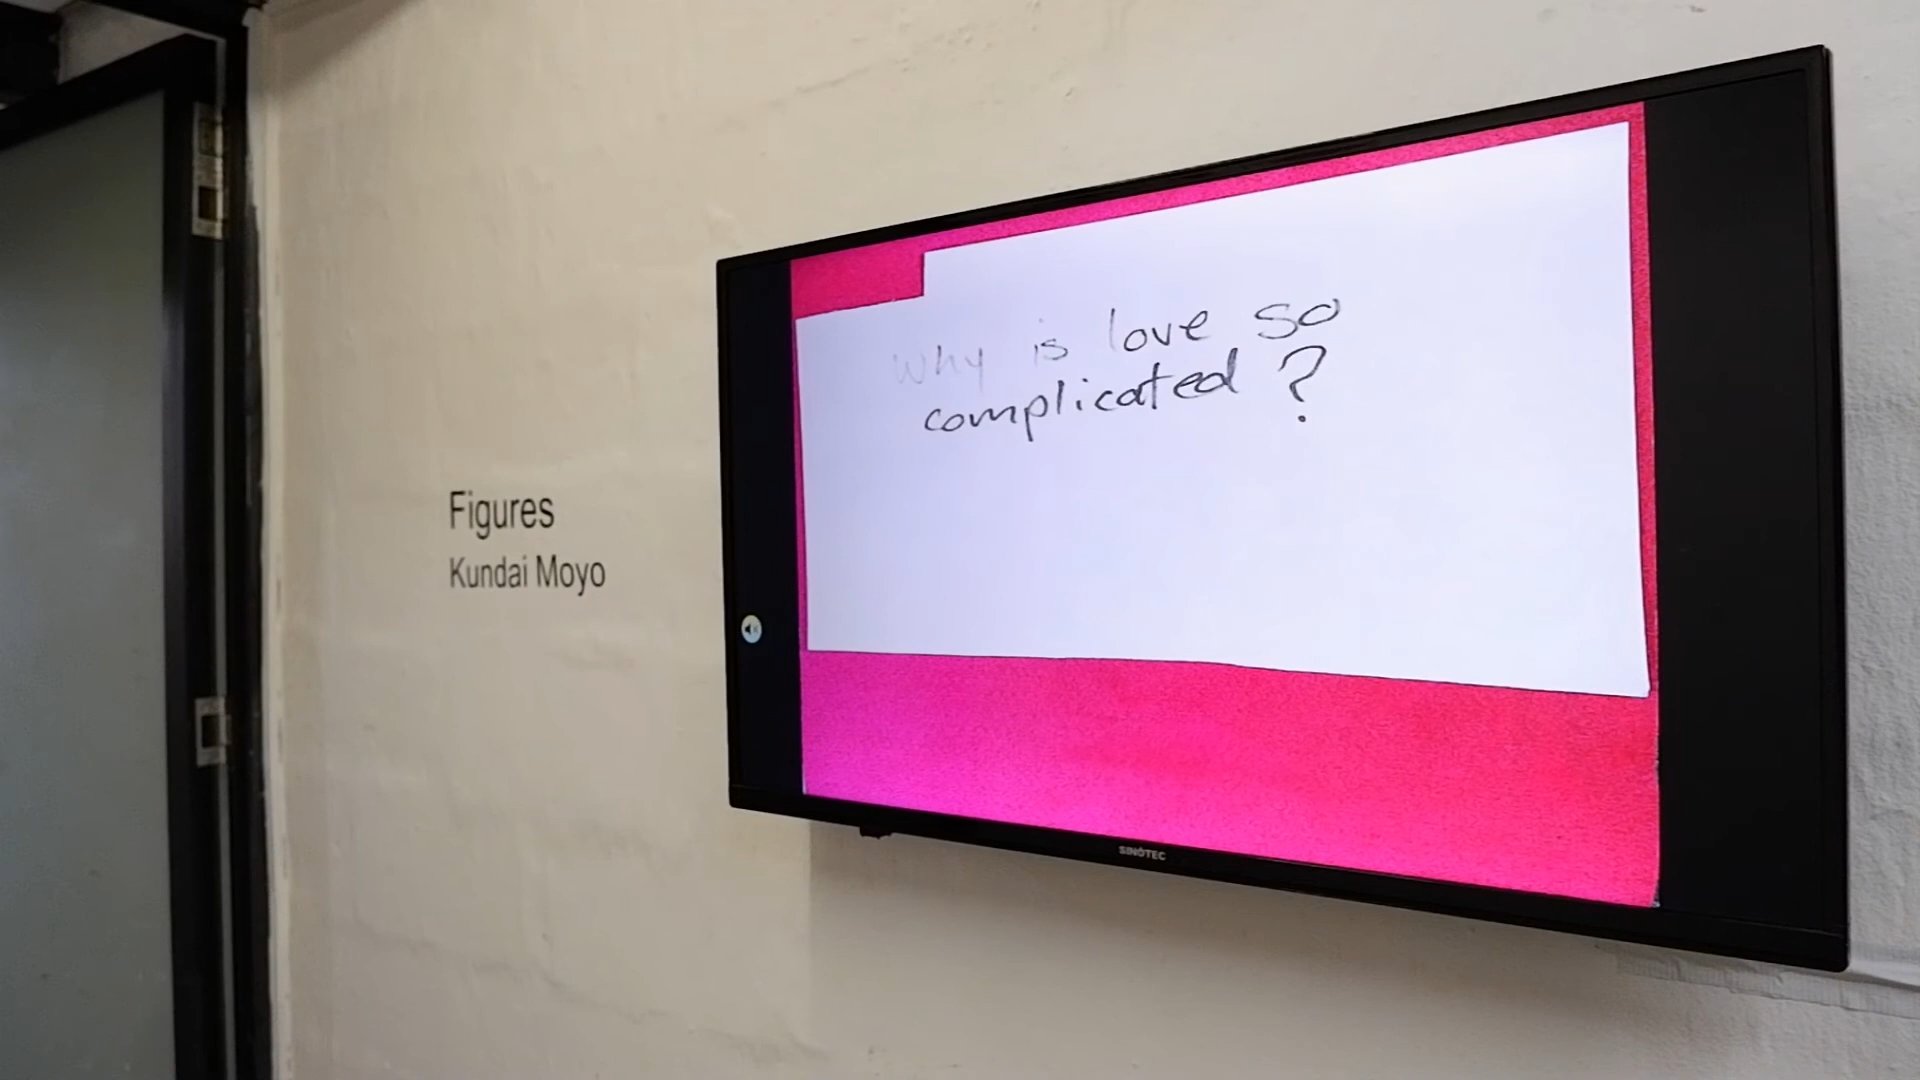 Why is love so
complicated?
Figures
Kundai Moyo
SINOTEC